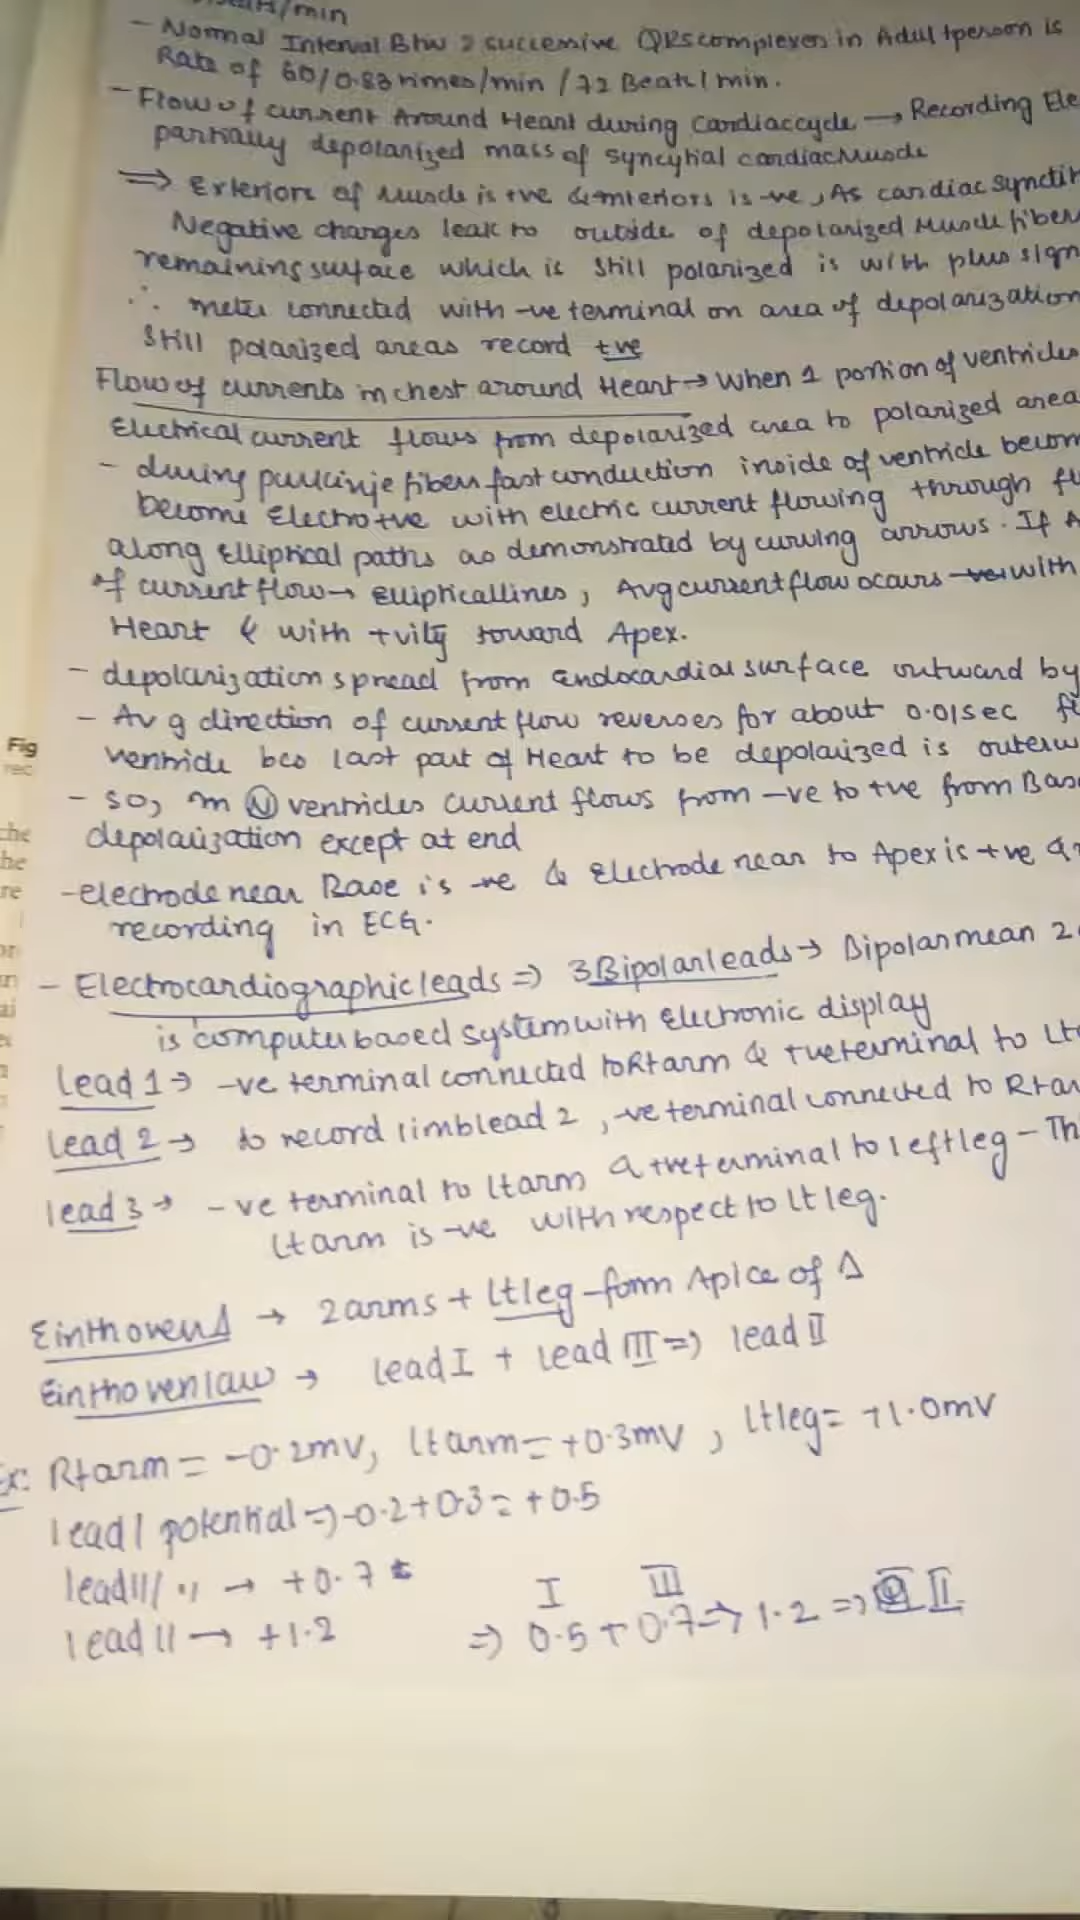 /min
- Normal Interval Btw 2 successive QRS complexes in Adult person is
Rate of 60/0.83 times/min / 72 Beats/min.
- Flow of current Around Heart during Cardiac cycle → Recording Ele
partially depolarized mass of syncytial cardiac Muscle
⇒ Exterior of muscle is +ve & interiors is -ve, As cardiac syncti
Negative charges leak to outside of depolarized Muscle fiber
remaining surface which is still polarized is with plus sign
∴ meter connected with -ve terminal on area of depolarization
Still polarized areas record +ve
Flow of currents in chest around Heart → When 1 portion of ventricles
Electrical current flows from depolarized area to polarized area
- during purkinje fibers fast conduction inside of ventricle becom
become Electro+ve with electric current flowing through fl
along Elliptical paths as demonstrated by curving arrows. If A
of current flow → Elliptical lines, Avg current flow occurs with
Heart & with +vity toward Apex.
- depolarization spread from endocardial surface outward by
- Avg direction of current flow reverses for about 0.01sec fi
ventricle bcs last part of Heart to be depolarized is outerw
- so, in Ⓝ ventricles current flows from -ve to +ve from Bas
depolarization except at end
- electrode near Base is -ve & Electrode near to Apex is +ve
recording in ECG.
Fig
rec
che
he
re
- Electrocardiographic leads ⇒ 3 Bipolar leads → Bipolar mean 2
is computer based system with Electronic display
Lead 1 → -ve terminal connected to Rt arm & +ve terminal to Lt
Lead 2 → to record limb lead 2, -ve terminal connected to Rt ar
lead 3 → -ve terminal to Lt arm & +ve terminal to left leg - Th
Lt arm is -ve with respect to Lt leg.
Einthovens Δ → 2 arms + Lt leg - form Apice of Δ
Einthoven law → Lead I + Lead III ⇒ lead II
Ex: Rt arm = -0.2mV, Lt arm = +0.3mV, Lt leg = +1.0mV
lead I potential ⇒ -0.2+0.3 = +0.5
lead III " → +0.7
I III
lead II → +1.2 ⇒ 0.5 + 0.7 → 1.2 ⇒ II